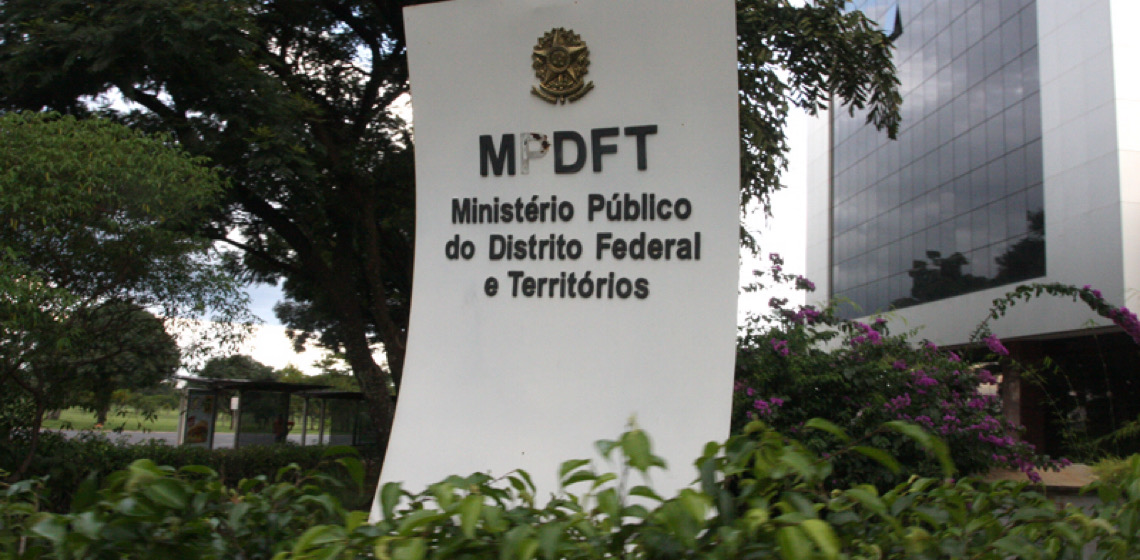 MPDFT
Ministério Público
do Distrito Federal
e Territórios